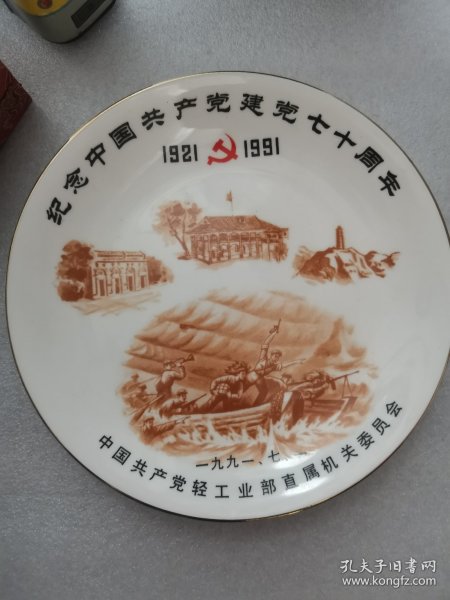 纪念中国共产党建党七十周年
1921 1991
一九九一、七
中国共产党轻工业部直属机关委员会
孔夫子旧书网
www.kongfz.com